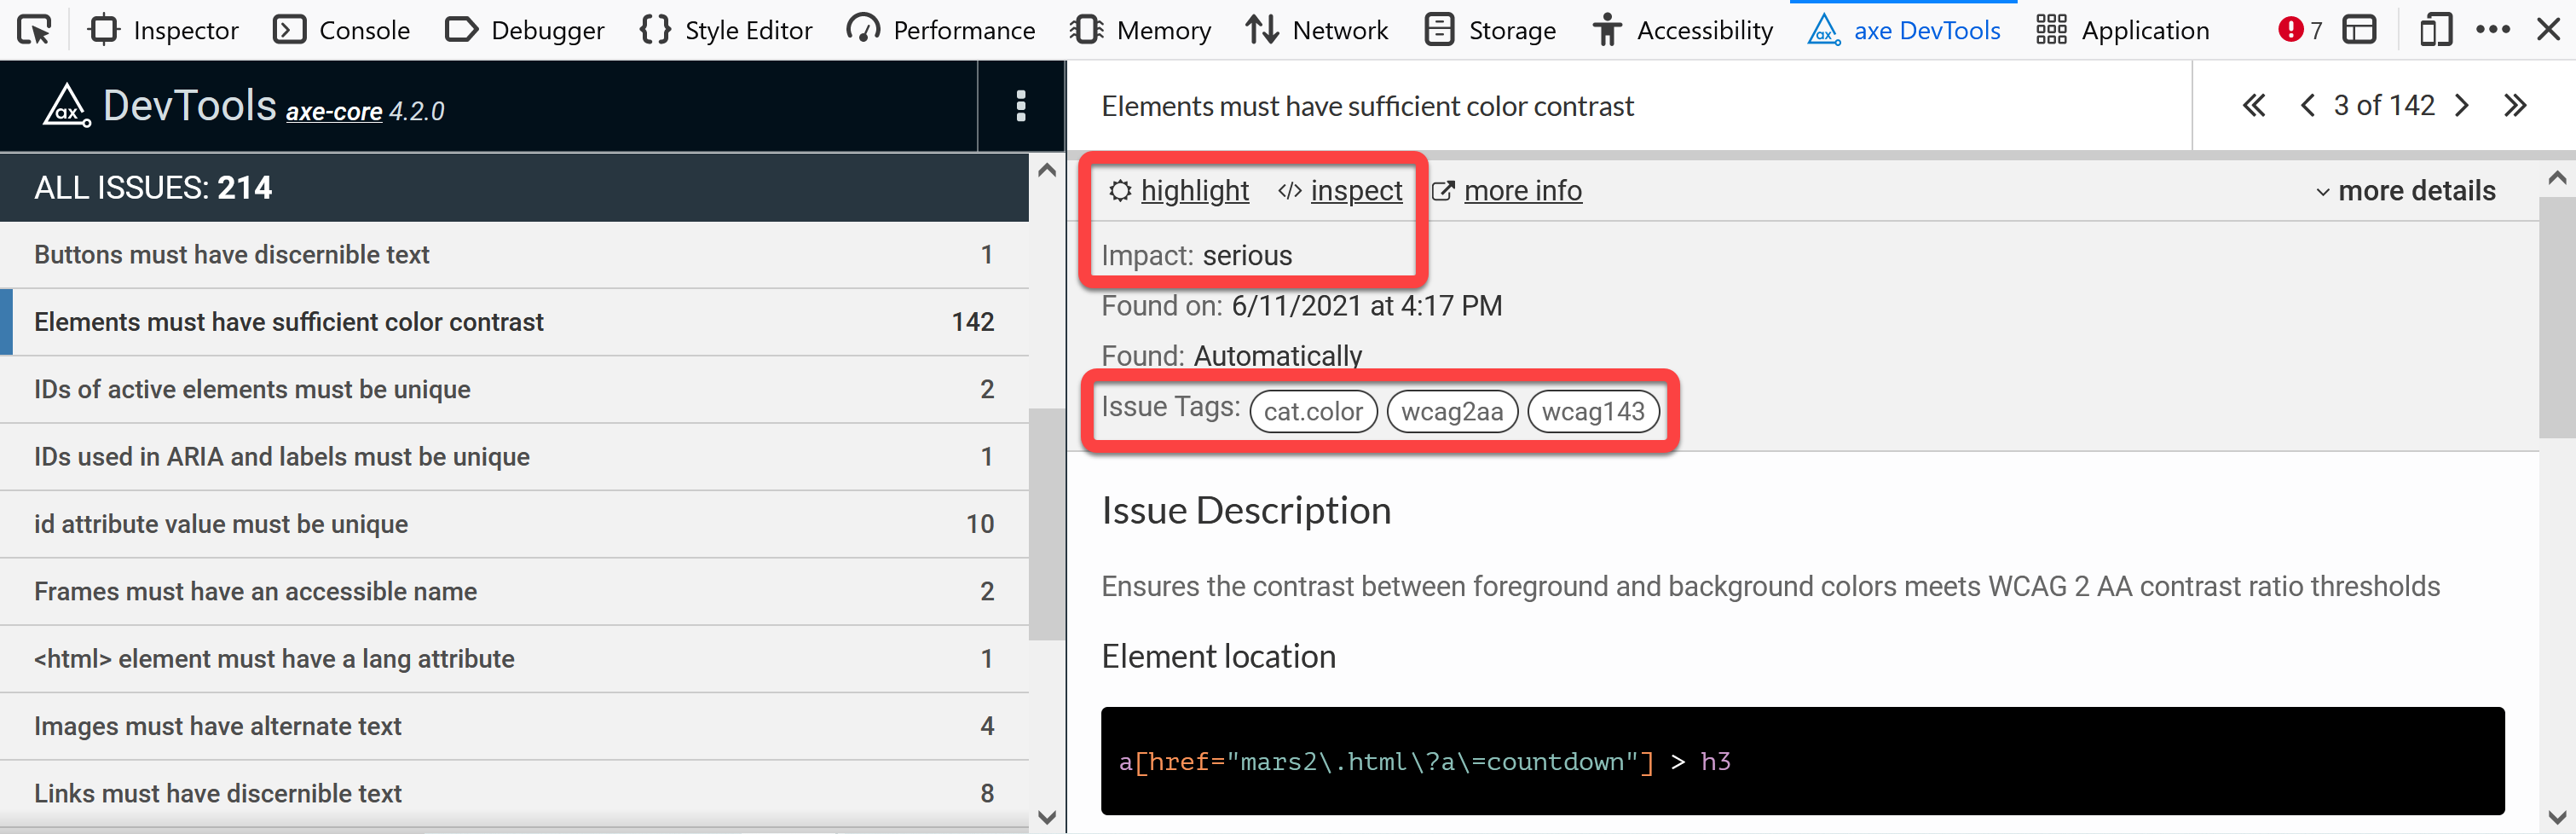 Inspector Console Debugger Style Editor Performance Memory Network Storage Accessibility axe DevTools Application 7
ax DevTools axe-core 4.2.0
ALL ISSUES: 214
Buttons must have discernible text 1
Elements must have sufficient color contrast 142
IDs of active elements must be unique 2
IDs used in ARIA and labels must be unique 1
id attribute value must be unique 10
Frames must have an accessible name 2
<html> element must have a lang attribute 1
Images must have alternate text 4
Links must have discernible text 8
Elements must have sufficient color contrast 3 of 142
highlight </> inspect more info more details
Impact: serious
Found on: 6/11/2021 at 4:17 PM
Found: Automatically
Issue Tags: cat.color wcag2aa wcag143
Issue Description
Ensures the contrast between foreground and background colors meets WCAG 2 AA contrast ratio thresholds
Element location
a[href="mars2\.html\?a\=countdown"] > h3